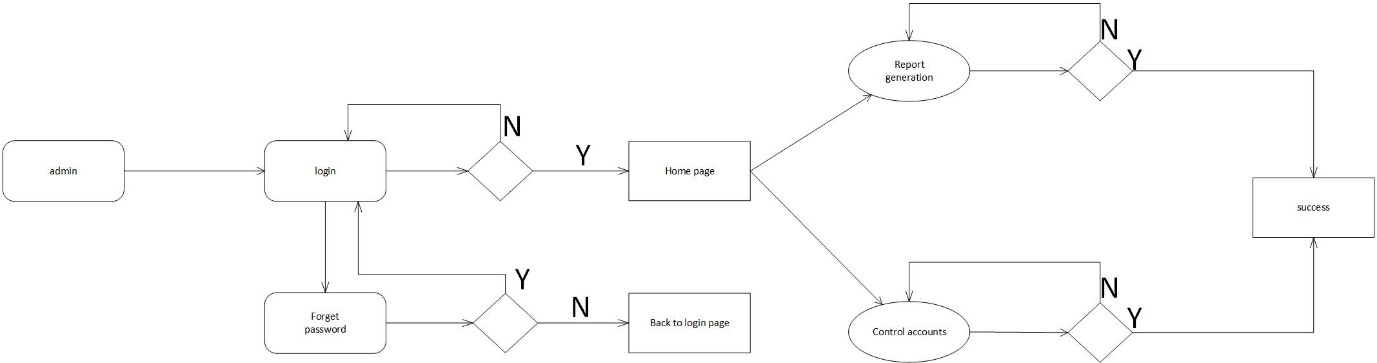 N
Y
Report
generation
N
Y
admin
login
Home page
success
Y
N
Forget
password
Back to login page
N
Y
Control accounts